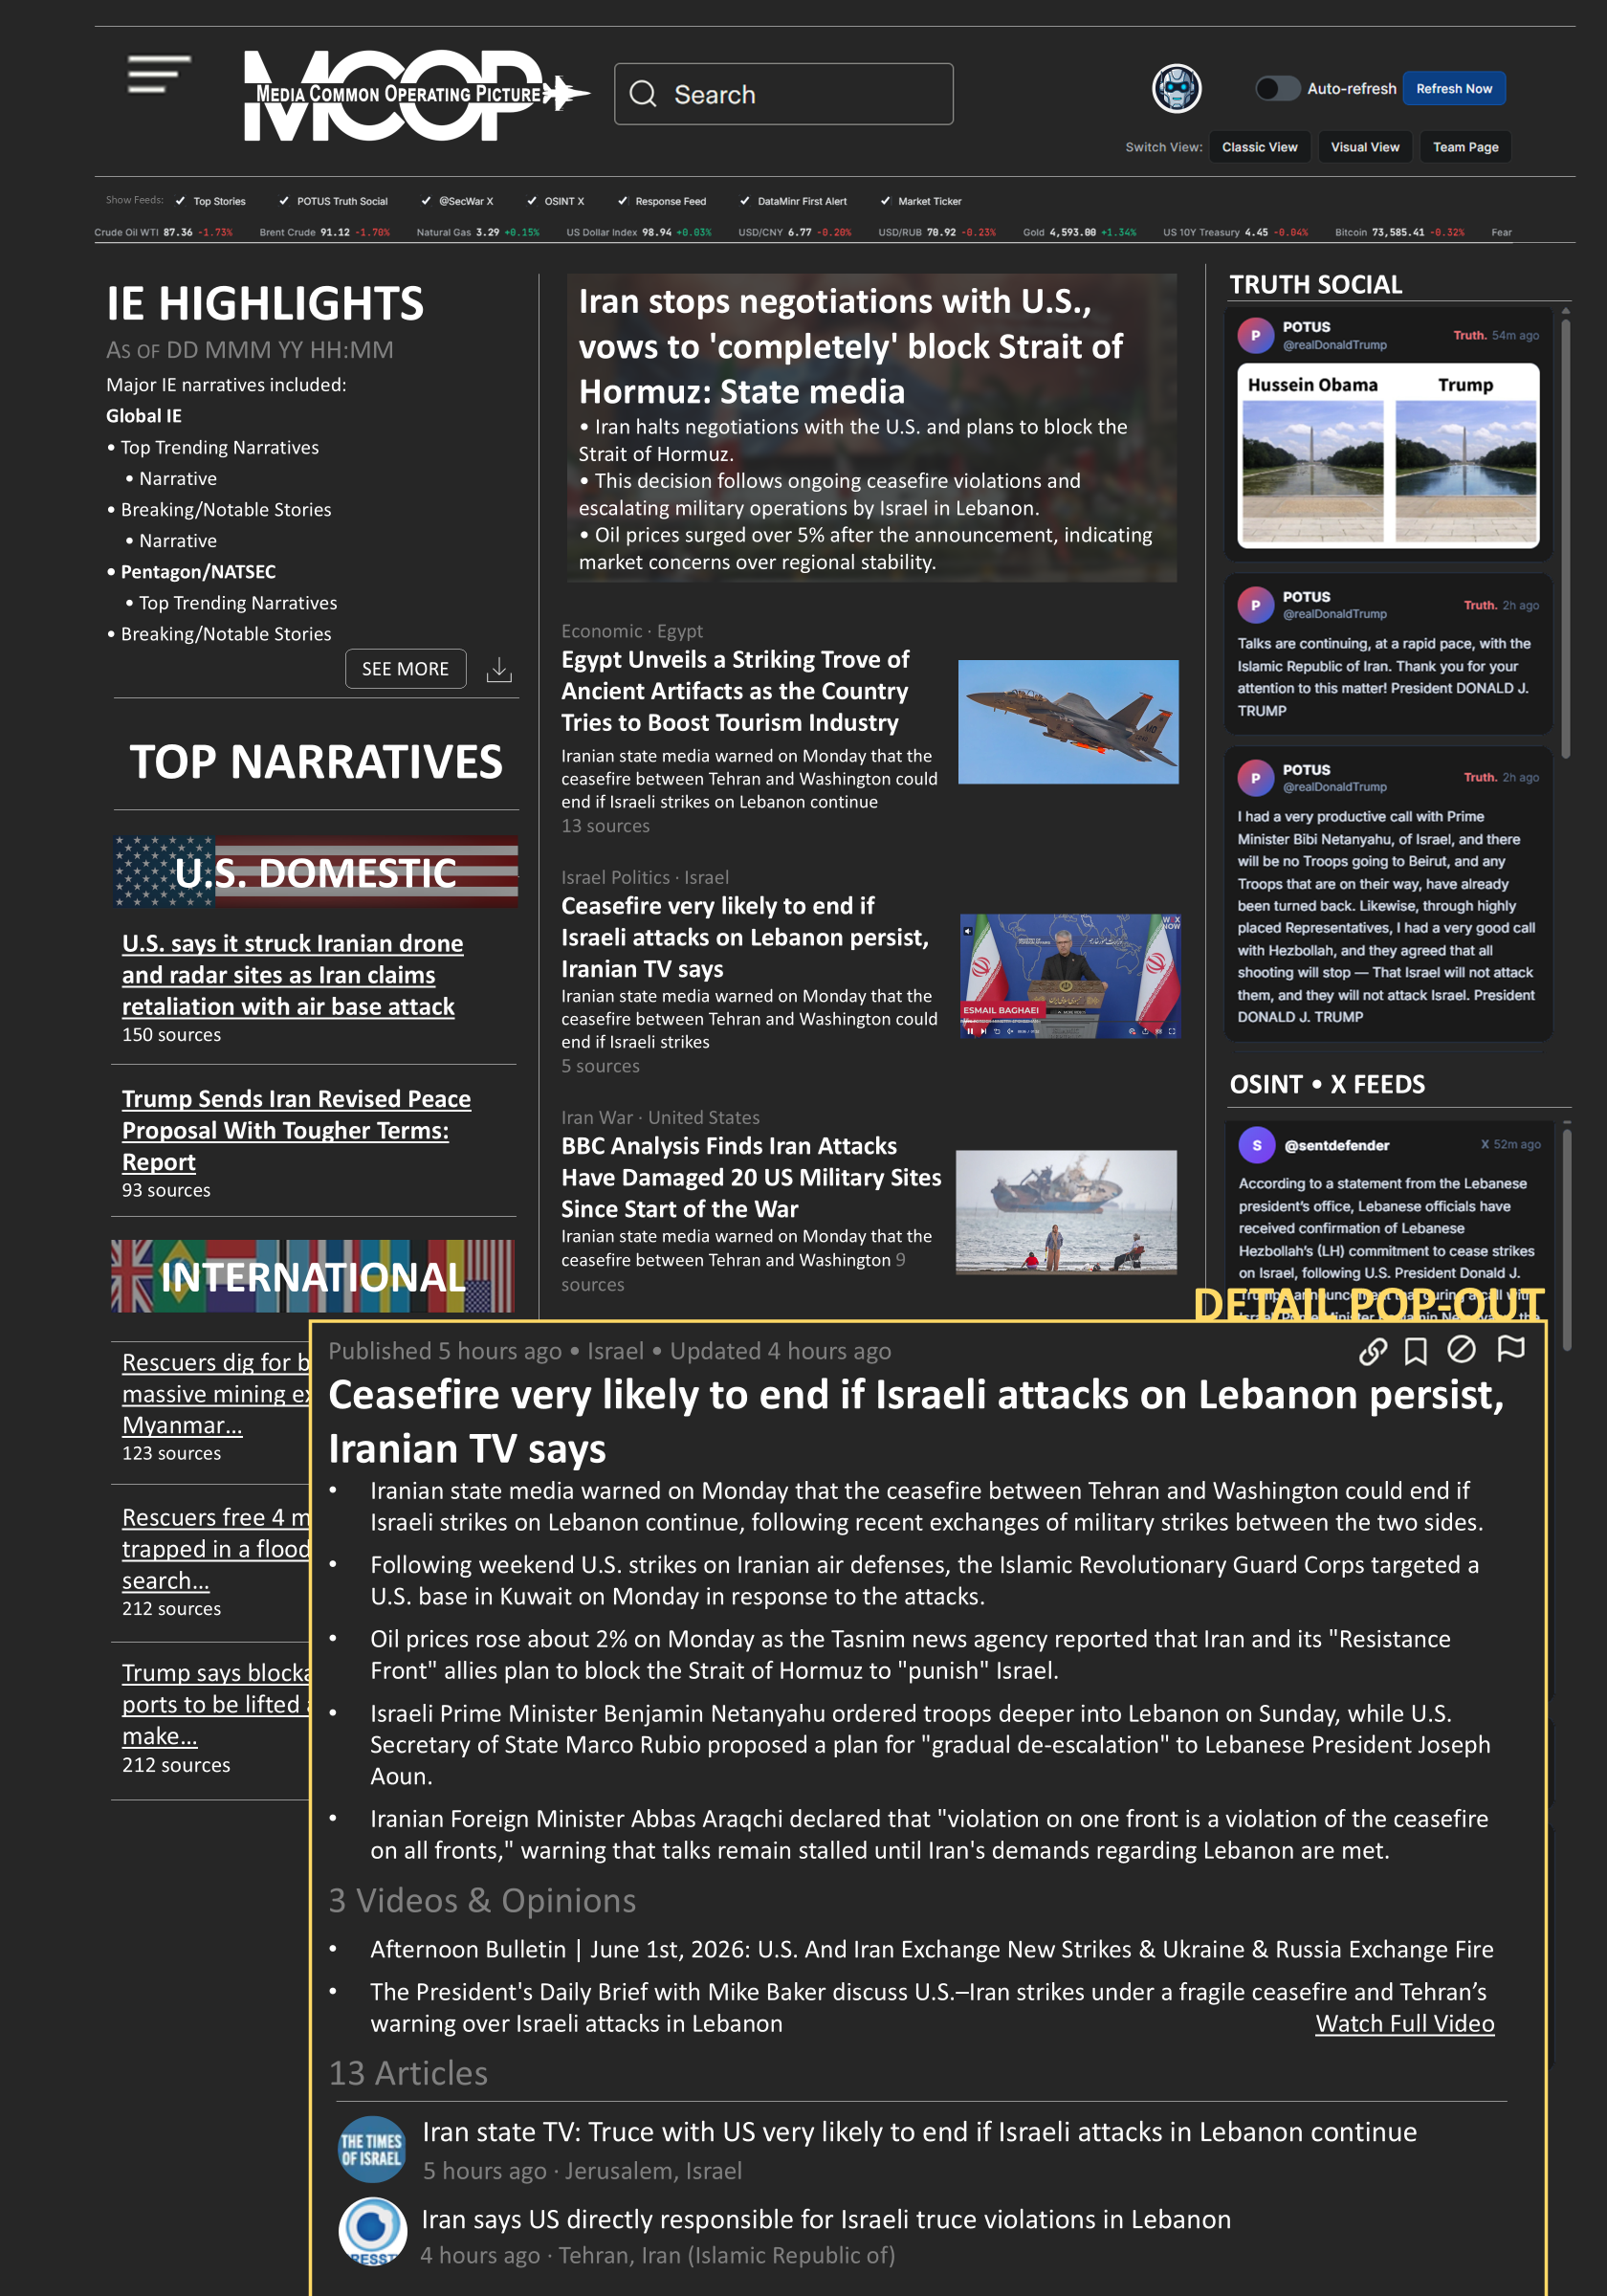 MCOP
MEDIA COMMON OPERATING PICTURE
Search
Auto-refresh
Refresh Now
Switch View:
Classic View
Visual View
Team Page
Show Feeds:
Top Stories
POTUS Truth Social
@SecWar X
OSINT X
Response Feed
DataMinr First Alert
Market Ticker
Crude Oil WTI 87.36 -1.73%
Brent Crude 91.12 -1.70%
Natural Gas 3.29 +0.15%
US Dollar Index 98.94 +0.03%
USD/CNY 6.77 -0.20%
USD/RUB 70.92 -0.23%
Gold 4,593.00 +1.34%
US 10Y Treasury 4.45 -0.04%
Bitcoin 73,585.41 -0.32%
Fear
IE HIGHLIGHTS
AS OF DD MMM YY HH:MM
Major IE narratives included:
Global IE
• Top Trending Narratives
• Narrative
• Breaking/Notable Stories
• Narrative
• Pentagon/NATSEC
• Top Trending Narratives
• Breaking/Notable Stories
SEE MORE
TOP NARRATIVES
U.S. DOMESTIC
U.S. says it struck Iranian drone
and radar sites as Iran claims
retaliation with air base attack
150 sources
Trump Sends Iran Revised Peace
Proposal With Tougher Terms:
Report
93 sources
INTERNATIONAL
Rescuers dig for b
massive mining ex
Myanmar...
123 sources
Rescuers free 4 m
trapped in a flood
search...
212 sources
Trump says blocka
ports to be lifted
make...
212 sources
Iran stops negotiations with U.S.,
vows to 'completely' block Strait of
Hormuz: State media
• Iran halts negotiations with the U.S. and plans to block the
Strait of Hormuz.
• This decision follows ongoing ceasefire violations and
escalating military operations by Israel in Lebanon.
• Oil prices surged over 5% after the announcement, indicating
market concerns over regional stability.
Economic · Egypt
Egypt Unveils a Striking Trove of
Ancient Artifacts as the Country
Tries to Boost Tourism Industry
Iranian state media warned on Monday that the
ceasefire between Tehran and Washington could
end if Israeli strikes on Lebanon continue
13 sources
Israel Politics · Israel
Ceasefire very likely to end if
Israeli attacks on Lebanon persist,
Iranian TV says
Iranian state media warned on Monday that the
ceasefire between Tehran and Washington could
end if Israeli strikes
5 sources
ESMAIL BAGHAEI
Iran War · United States
BBC Analysis Finds Iran Attacks
Have Damaged 20 US Military Sites
Since Start of the War
Iranian state media warned on Monday that the
ceasefire between Tehran and Washington 9
sources
TRUTH SOCIAL
P
POTUS
@realDonaldTrump
Truth. 54m ago
Hussein Obama
Trump
P
POTUS
@realDonaldTrump
Truth. 2h ago
Talks are continuing, at a rapid pace, with the
Islamic Republic of Iran. Thank you for your
attention to this matter! President DONALD J.
TRUMP
P
POTUS
@realDonaldTrump
Truth. 2h ago
I had a very productive call with Prime
Minister Bibi Netanyahu, of Israel, and there
will be no Troops going to Beirut, and any
Troops that are on their way, have already
been turned back. Likewise, through highly
placed Representatives, I had a very good call
with Hezbollah, and they agreed that all
shooting will stop — That Israel will not attack
them, and they will not attack Israel. President
DONALD J. TRUMP
OSINT • X FEEDS
S
@sentdefender
X 52m ago
According to a statement from the Lebanese
president's office, Lebanese officials have
received confirmation of Lebanese
Hezbollah's (LH) commitment to cease strikes
on Israel, following U.S. President Donald J.
DETAIL POP-OUT
Published 5 hours ago • Israel • Updated 4 hours ago
Ceasefire very likely to end if Israeli attacks on Lebanon persist,
Iranian TV says
• Iranian state media warned on Monday that the ceasefire between Tehran and Washington could end if
Israeli strikes on Lebanon continue, following recent exchanges of military strikes between the two sides.
• Following weekend U.S. strikes on Iranian air defenses, the Islamic Revolutionary Guard Corps targeted a
U.S. base in Kuwait on Monday in response to the attacks.
• Oil prices rose about 2% on Monday as the Tasnim news agency reported that Iran and its "Resistance
Front" allies plan to block the Strait of Hormuz to "punish" Israel.
• Israeli Prime Minister Benjamin Netanyahu ordered troops deeper into Lebanon on Sunday, while U.S.
Secretary of State Marco Rubio proposed a plan for "gradual de-escalation" to Lebanese President Joseph
Aoun.
• Iranian Foreign Minister Abbas Araqchi declared that "violation on one front is a violation of the ceasefire
on all fronts," warning that talks remain stalled until Iran's demands regarding Lebanon are met.
3 Videos & Opinions
• Afternoon Bulletin | June 1st, 2026: U.S. And Iran Exchange New Strikes & Ukraine & Russia Exchange Fire
• The President's Daily Brief with Mike Baker discuss U.S.–Iran strikes under a fragile ceasefire and Tehran's
warning over Israeli attacks in Lebanon
Watch Full Video
13 Articles
THE TIMES
OF ISRAEL
Iran state TV: Truce with US very likely to end if Israeli attacks in Lebanon continue
5 hours ago · Jerusalem, Israel
Iran says US directly responsible for Israeli truce violations in Lebanon
4 hours ago · Tehran, Iran (Islamic Republic of)